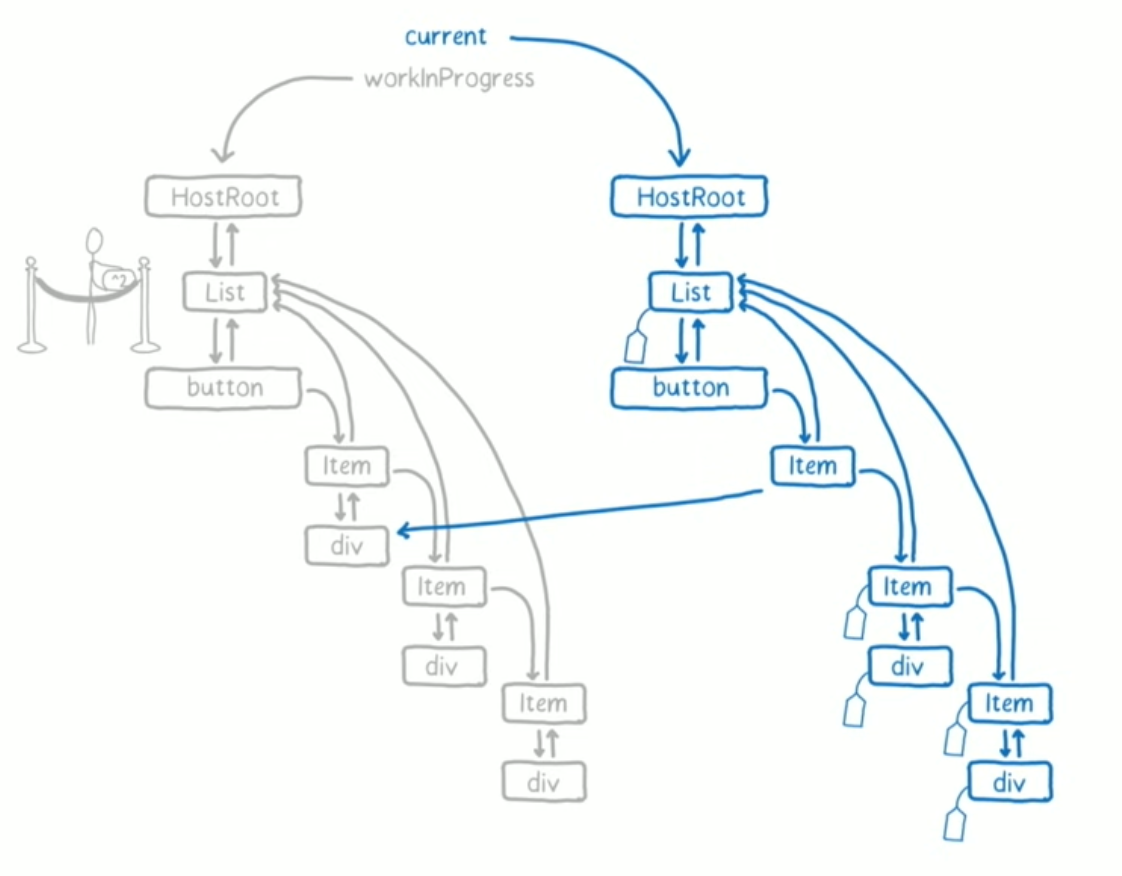 current
workInProgress
HostRoot
HostRoot
^2
List
List
button
button
Item
Item
div
Item
Item
div
div
Item
Item
div
div